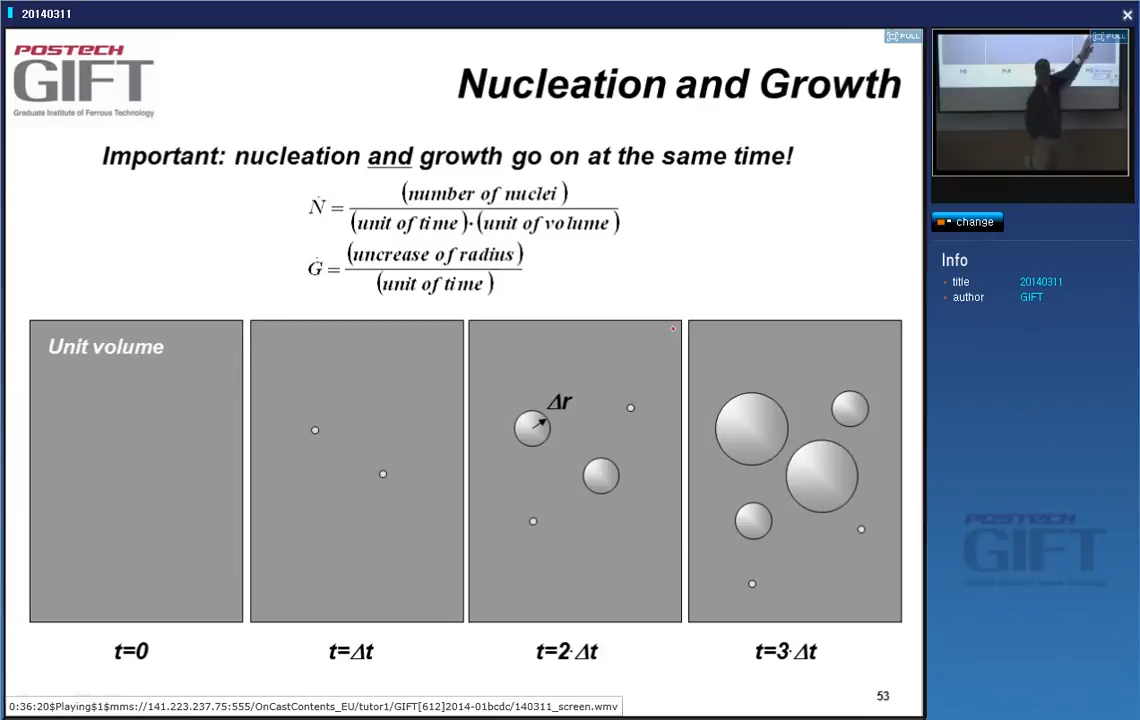 20140311
FULL
POSTECH
GIFT
Graduate Institute of Ferrous Technology
Nucleation and Growth
Important: nucleation and growth go on at the same time!
Ṅ = (number of nuclei) / (unit of time)·(unit of volume)
Ġ = (uncrease of radius) / (unit of time)
Unit volume
Δr
t=0
t=Δt
t=2·Δt
t=3·Δt
53
0:36:20$Playing$1$mms://141.223.237.75:555/OnCastContents_EU/tutor1/GIFT[612]2014-01bcdc/140311_screen.wmv
FULL
change
Info
title 20140311
author GIFT
POSTECH
GIFT